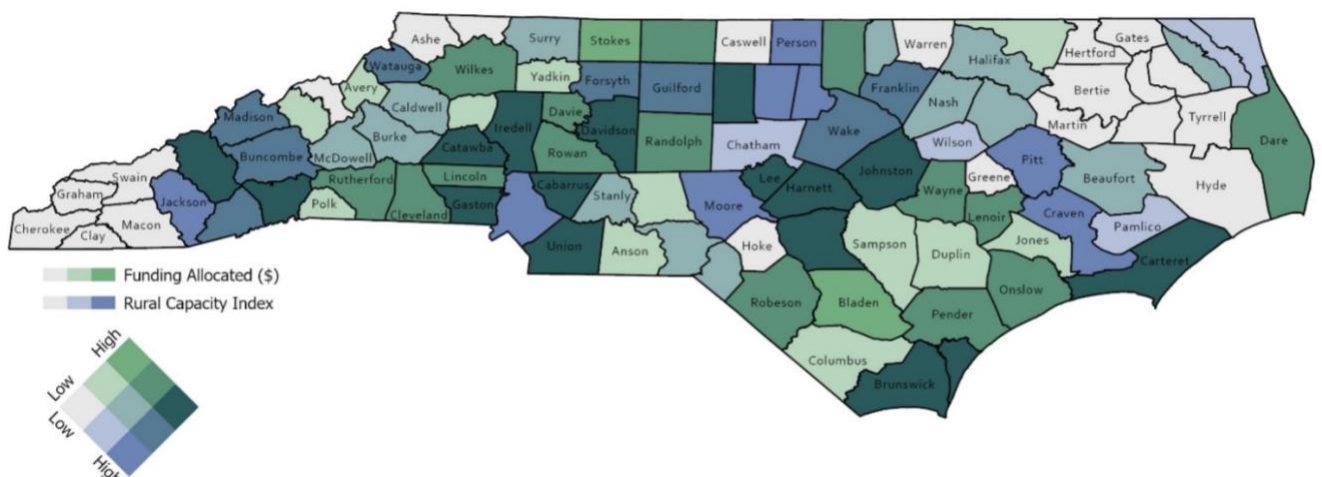 Ashe
Surry
Stokes
Caswell
Person
Warren
Gates
Hertford
Halifax
Watauga
Wilkes
Yadkin
Forsyth
Guilford
Franklin
Bertie
Avery
Caldwell
Nash
Madison
Iredell
Davie
Davidson
Randolph
Wake
Martin
Tyrrell
Burke
Catawba
Chatham
Wilson
Dare
Buncombe
McDowell
Rowan
Pitt
Swain
Rutherford
Lincoln
Lee
Johnston
Greene
Beaufort
Hyde
Graham
Jackson
Polk
Cleveland
Gaston
Cabarrus
Stanly
Moore
Harnett
Wayne
Lenoir
Craven
Pamlico
Cherokee
Clay
Macon
Union
Anson
Hoke
Sampson
Duplin
Jones
Carteret
Funding Allocated ($)
Rural Capacity Index
Robeson
Bladen
Pender
Onslow
Columbus
Brunswick
High
Low
Low
High